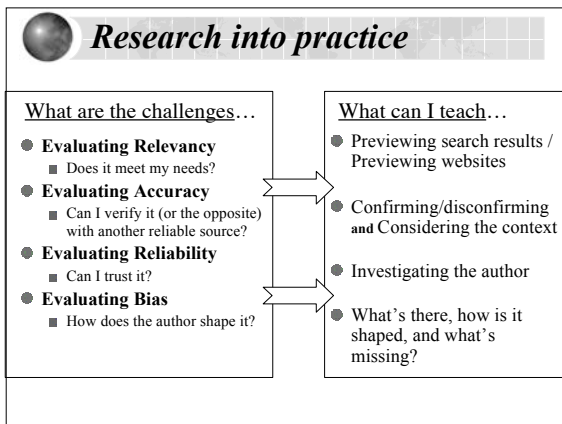 Research into practice
What are the challenges…
Evaluating Relevancy
Does it meet my needs?
Evaluating Accuracy
Can I verify it (or the opposite)
with another reliable source?
Evaluating Reliability
Can I trust it?
Evaluating Bias
How does the author shape it?
What can I teach…
Previewing search results /
Previewing websites
Confirming/disconfirming
and Considering the context
Investigating the author
What’s there, how is it
shaped, and what’s
missing?